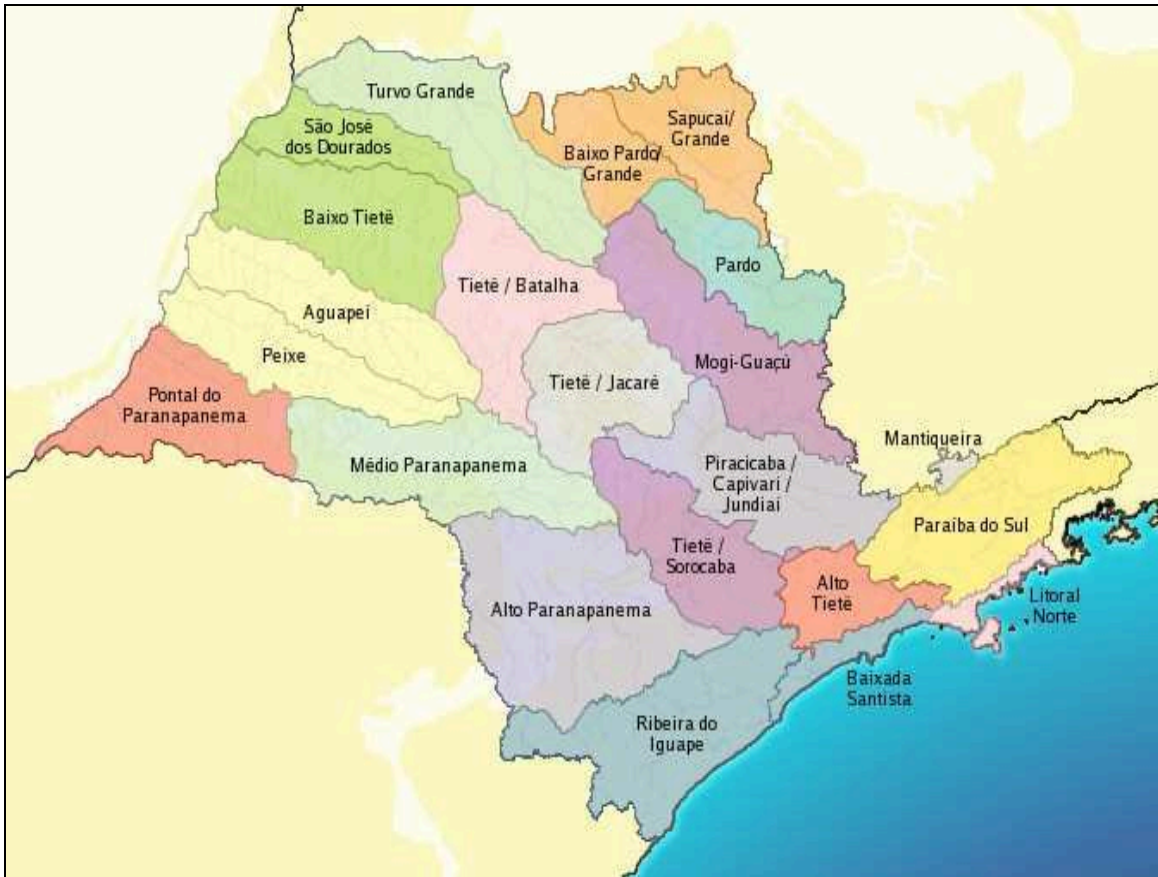 Turvo Grande
Sapucaí/
Grande
São José
dos Dourados
Baixo Pardo/
Grande
Baixo Tietê
Pardo
Tietê / Batalha
Aguapeí
Peixe
Mogi-Guaçú
Tietê / Jacaré
Pontal do
Paranapanema
Mantiqueira
Médio Paranapanema
Piracicaba /
Capivari /
Jundiaí
Paraíba do Sul
Tietê /
Sorocaba
Alto
Tietê
Litoral
Norte
Alto Paranapanema
Baixada
Santista
Ribeira do
Iguape